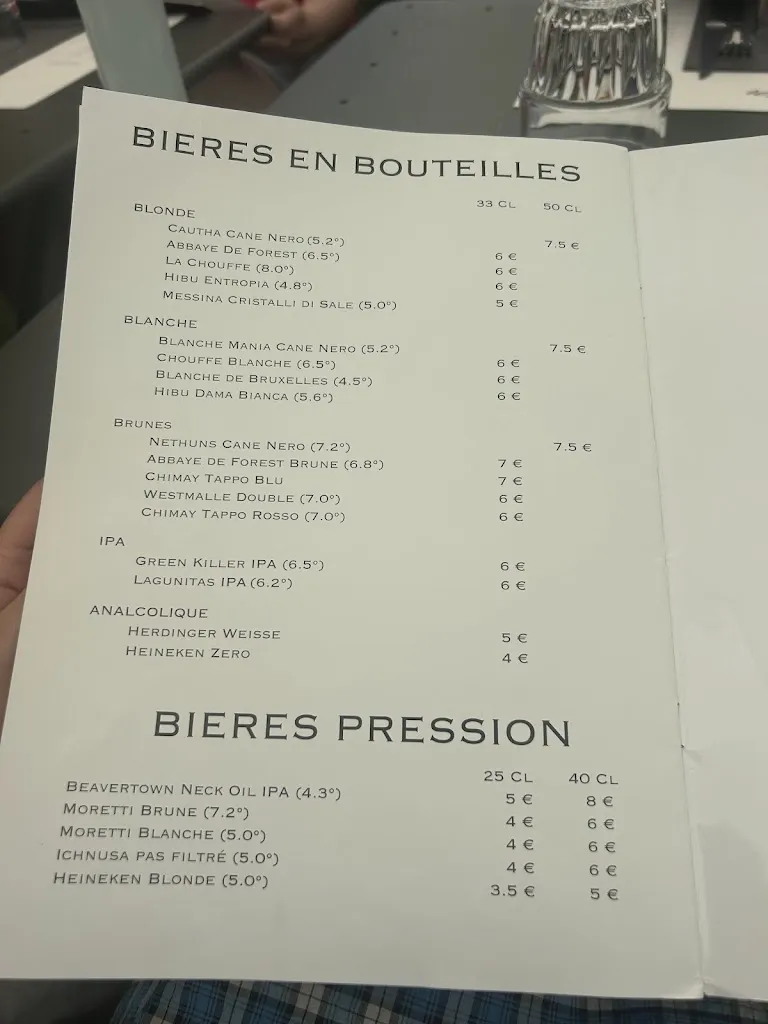 BIERES EN BOUTEILLES
33 CL 50 CL
BLONDE
CAUTHA CANE NERO (5.2°) 7.5 €
ABBAYE DE FOREST (6.5°) 6 €
LA CHOUFFE (8.0°) 6 €
HIBU ENTROPIA (4.8°) 6 €
MESSINA CRISTALLI DI SALE (5.0°) 5 €
BLANCHE
BLANCHE MANIA CANE NERO (5.2°) 7.5 €
CHOUFFE BLANCHE (6.5°) 6 €
BLANCHE DE BRUXELLES (4.5°) 6 €
HIBU DAMA BIANCA (5.6°) 6 €
BRUNES
NETHUNS CANE NERO (7.2°) 7.5 €
ABBAYE DE FOREST BRUNE (6.8°) 7 €
CHIMAY TAPPO BLU 7 €
WESTMALLE DOUBLE (7.0°) 6 €
CHIMAY TAPPO ROSSO (7.0°) 6 €
IPA
GREEN KILLER IPA (6.5°) 6 €
LAGUNITAS IPA (6.2°) 6 €
ANALCOLIQUE
HERDINGER WEISSE 5 €
HEINEKEN ZERO 4 €
BIERES PRESSION
25 CL 40 CL
BEAVERTOWN NECK OIL IPA (4.3°) 5 € 8 €
MORETTI BRUNE (7.2°) 4 € 6 €
MORETTI BLANCHE (5.0°) 4 € 6 €
ICHNUSA PAS FILTRÉ (5.0°) 4 € 6 €
HEINEKEN BLONDE (5.0°) 3.5 € 5 €